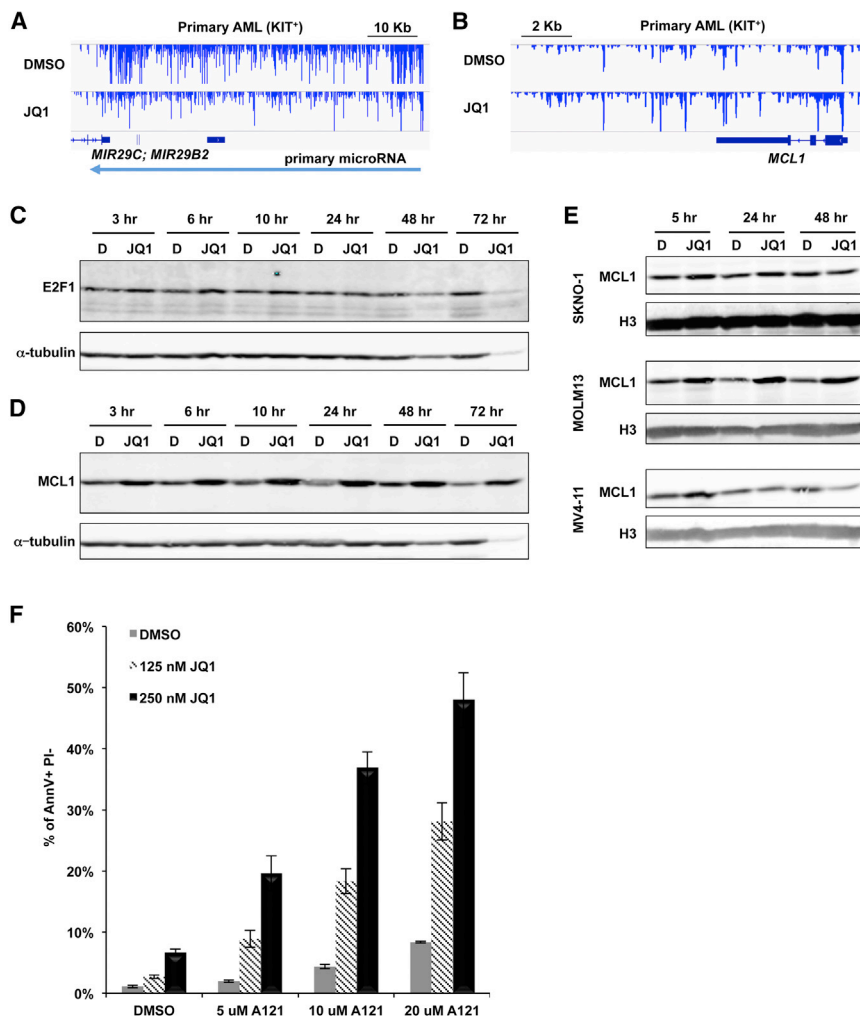 A
Primary AML (KIT+)
10 Kb
DMSO
JQ1
MIR29C; MIR29B2
primary microRNA
B
2 Kb
Primary AML (KIT+)
DMSO
JQ1
MCL1
C
3 hr 6 hr 10 hr 24 hr 48 hr 72 hr
D JQ1 D JQ1 D JQ1 D JQ1 D JQ1 D JQ1
E2F1
α-tubulin
D
3 hr 6 hr 10 hr 24 hr 48 hr 72 hr
D JQ1 D JQ1 D JQ1 D JQ1 D JQ1 D JQ1
MCL1
α-tubulin
E
5 hr 24 hr 48 hr
D JQ1 D JQ1 D JQ1
SKNO-1
MCL1
H3
MOLM13
MCL1
H3
MV4-11
MCL1
H3
F
% of AnnV+ PI-
60%
50%
40%
30%
20%
10%
0%
DMSO
125 nM JQ1
250 nM JQ1
DMSO 5 uM A121 10 uM A121 20 uM A121